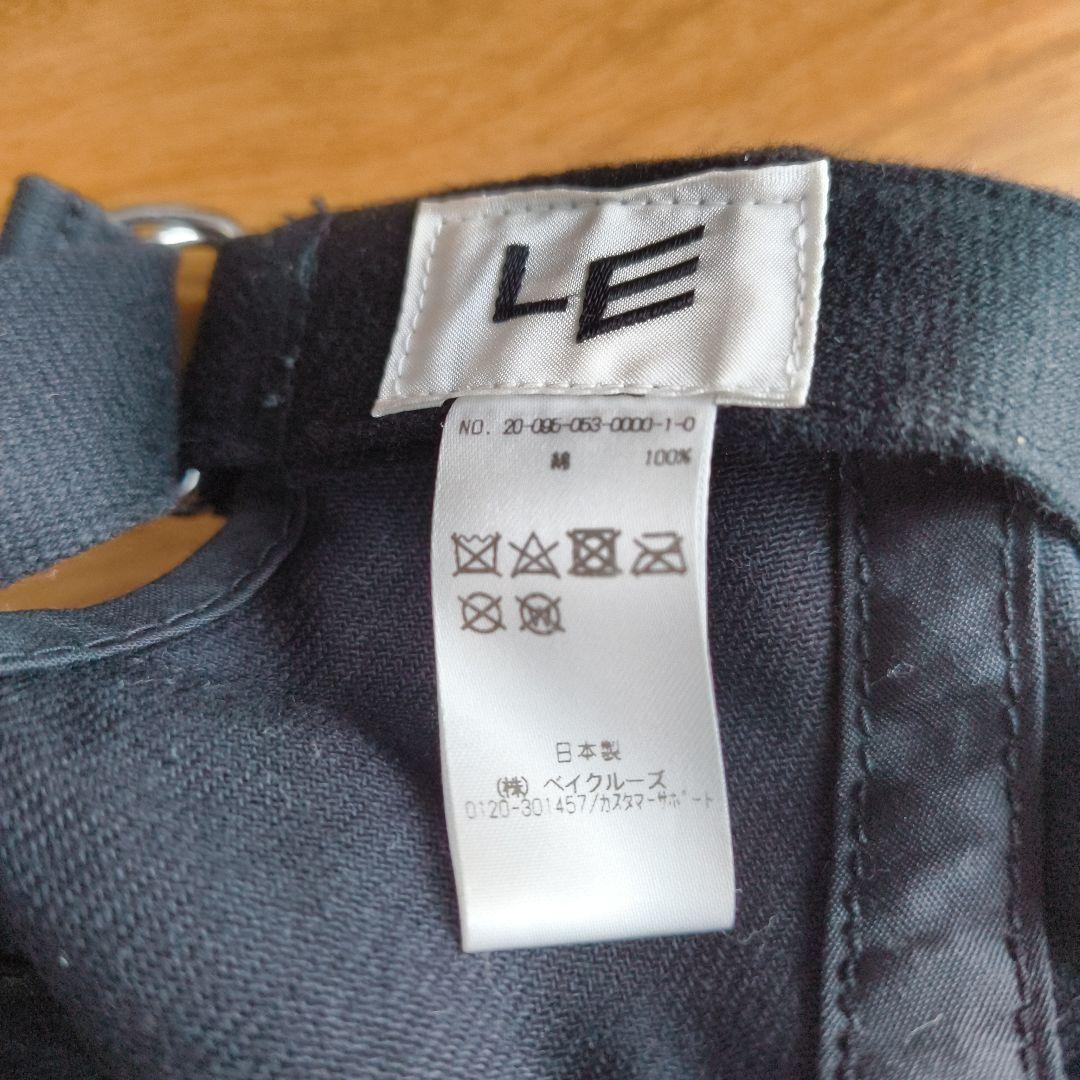 LE
NO. 20-095-053-0000-1-0
100%
日本製
(株) ベイクルーズ
0120-301457/カスタマーサポート